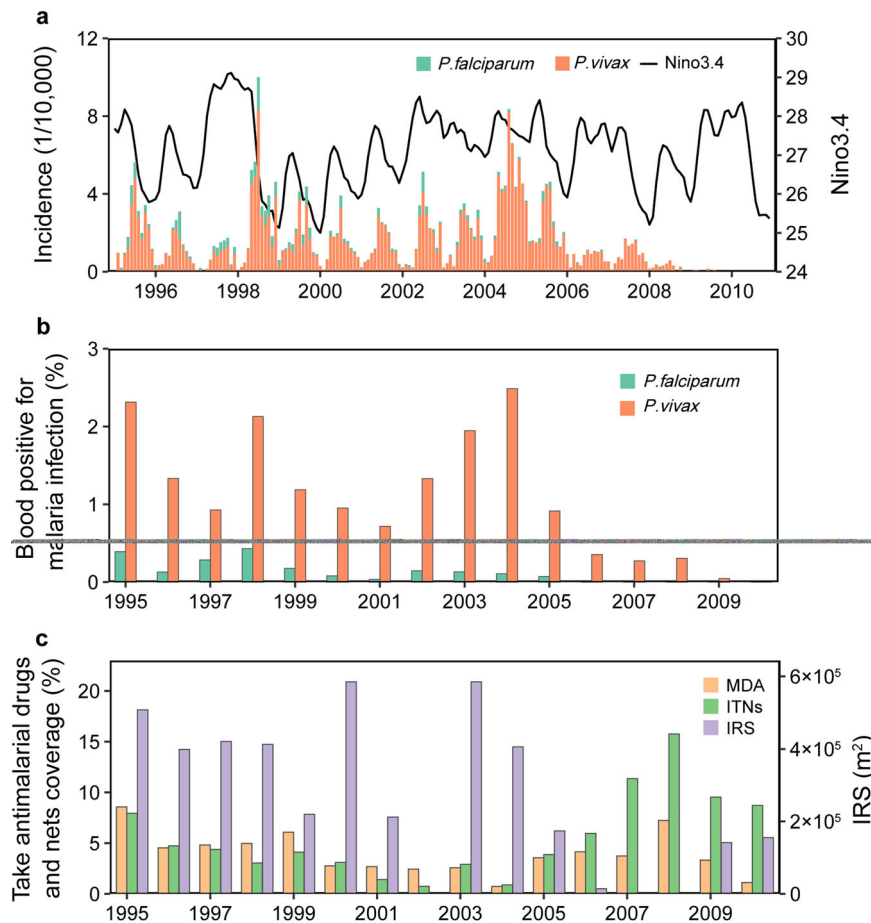 a
12
8
4
0
Incidence (1/10,000)
P.falciparum P.vivax Nino3.4
30
29
28
27
26
25
24
Nino3.4
1996 1998 2000 2002 2004 2006 2008 2010
b
3
2
1
0
Blood positive for
malaria infection (%)
P.falciparum
P.vivax
1995 1997 1999 2001 2003 2005 2007 2009
c
20
15
10
5
0
Take antimalarial drugs
and nets coverage (%)
MDA
ITNs
IRS
6×10⁵
4×10⁵
2×10⁵
0
IRS (m²)
1995 1997 1999 2001 2003 2005 2007 2009